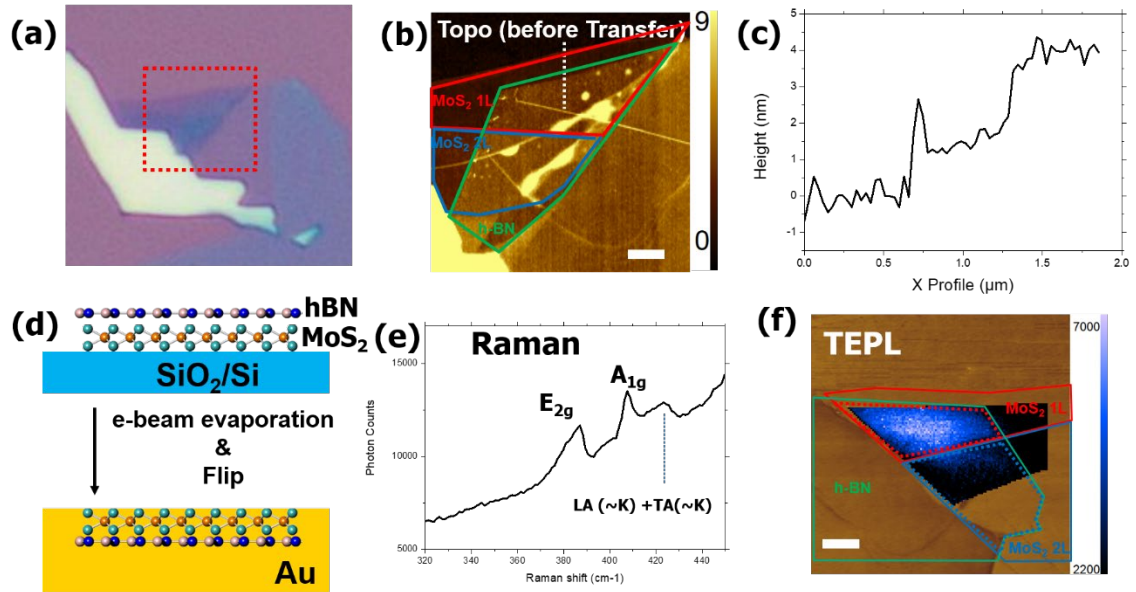 (a)
(b)
Topo (before Transfer)
9
0
MoS₂ 1L
MoS₂ 2L
h-BN
(c)
Height (nm)
5
4
3
2
1
0
-1
0.0 0.5 1.0 1.5 2.0
X Profile (µm)
(d)
hBN
MoS₂
SiO₂/Si
e-beam evaporation
&
Flip
Au
(e)
Raman
Photon Counts
15000
10000
5000
E₂g
A₁g
LA (~K) +TA(~K)
320 340 360 380 400 420 440
Raman shift (cm-1)
(f)
TEPL
7000
2200
MoS₂ 1L
h-BN
MoS₂ 2L